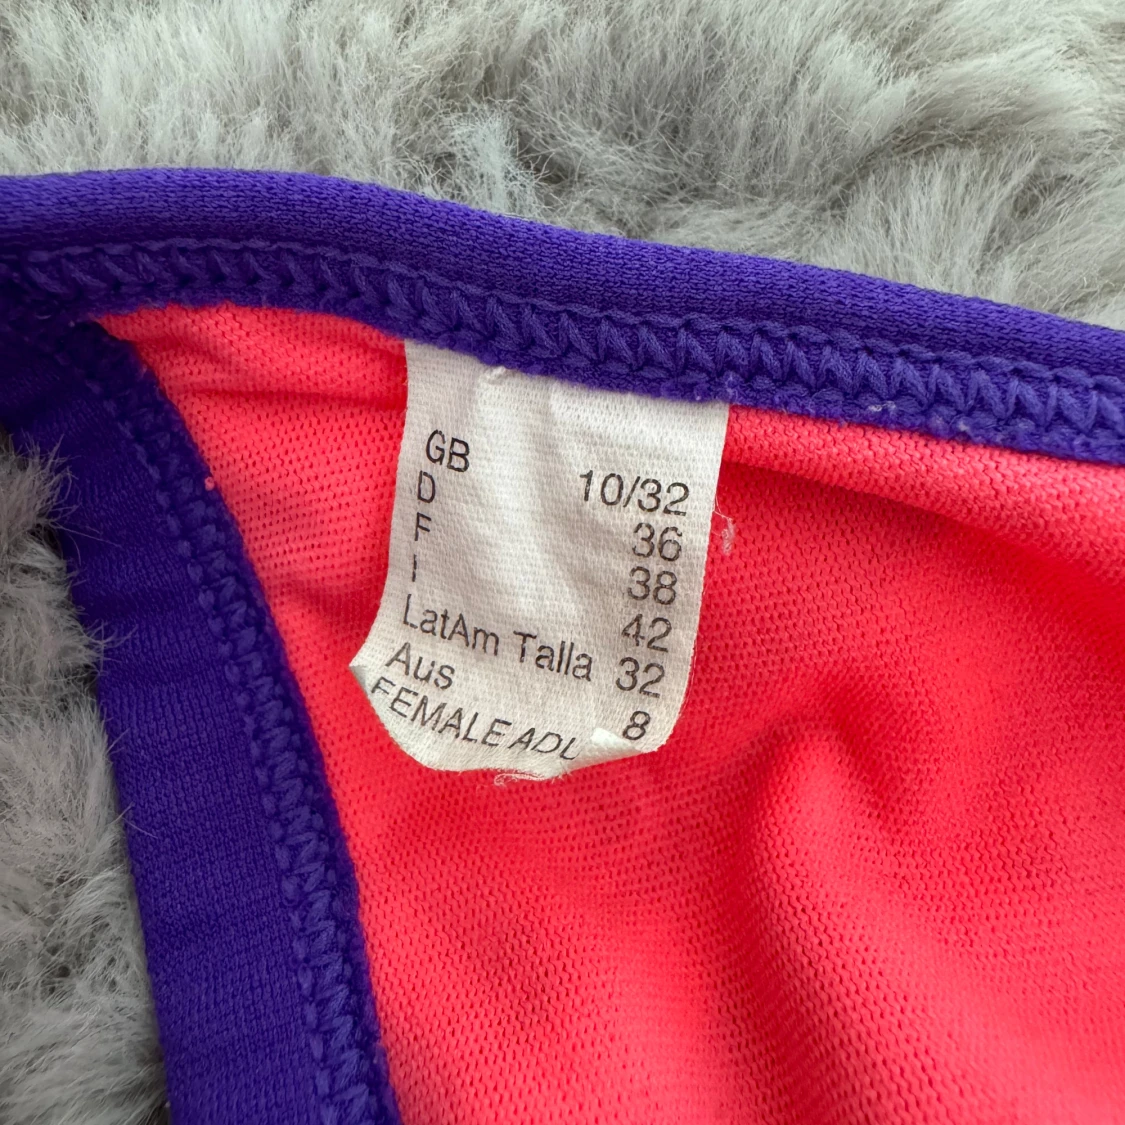 GB 10/32
D 36
F 38
I 42
LatAm Talla 32
Aus 8
FEMALE ADU